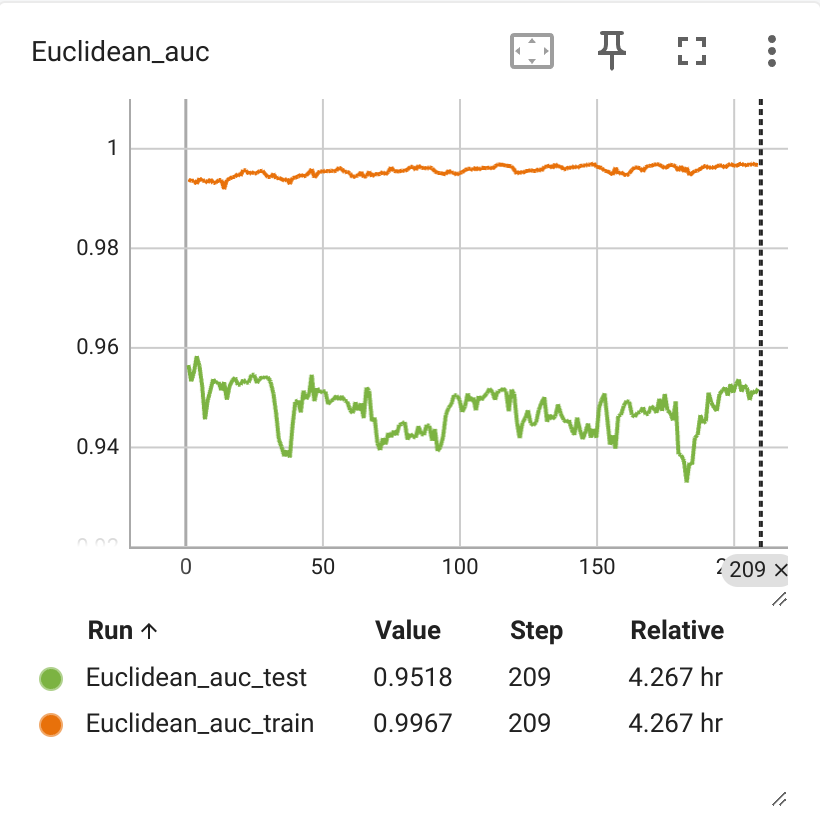 Euclidean_auc
1
0.98
0.96
0.94
0 50 100 150 209 ×
Run ↑ Value Step Relative
Euclidean_auc_test 0.9518 209 4.267 hr
Euclidean_auc_train 0.9967 209 4.267 hr